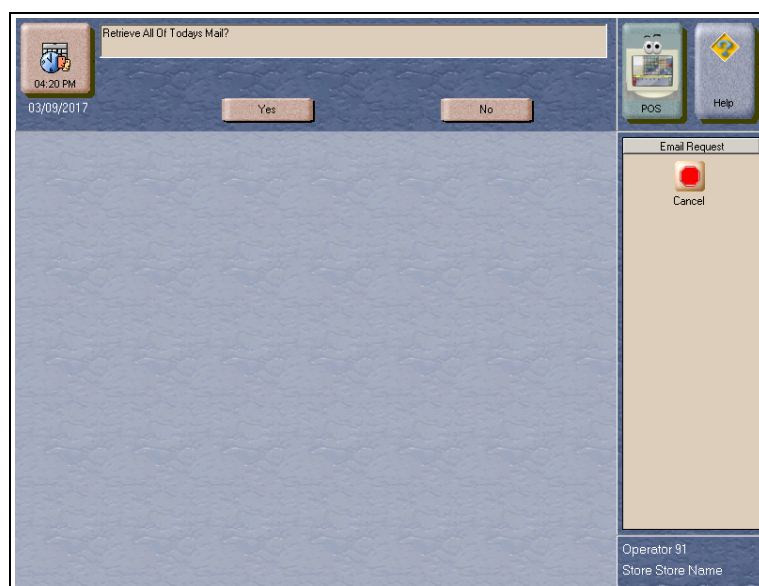 Retrieve All Of Todays Mail?
04:20 PM
03/09/2017
Yes
No
POS
Help
Email Request
Cancel
Operator 91
Store Store Name